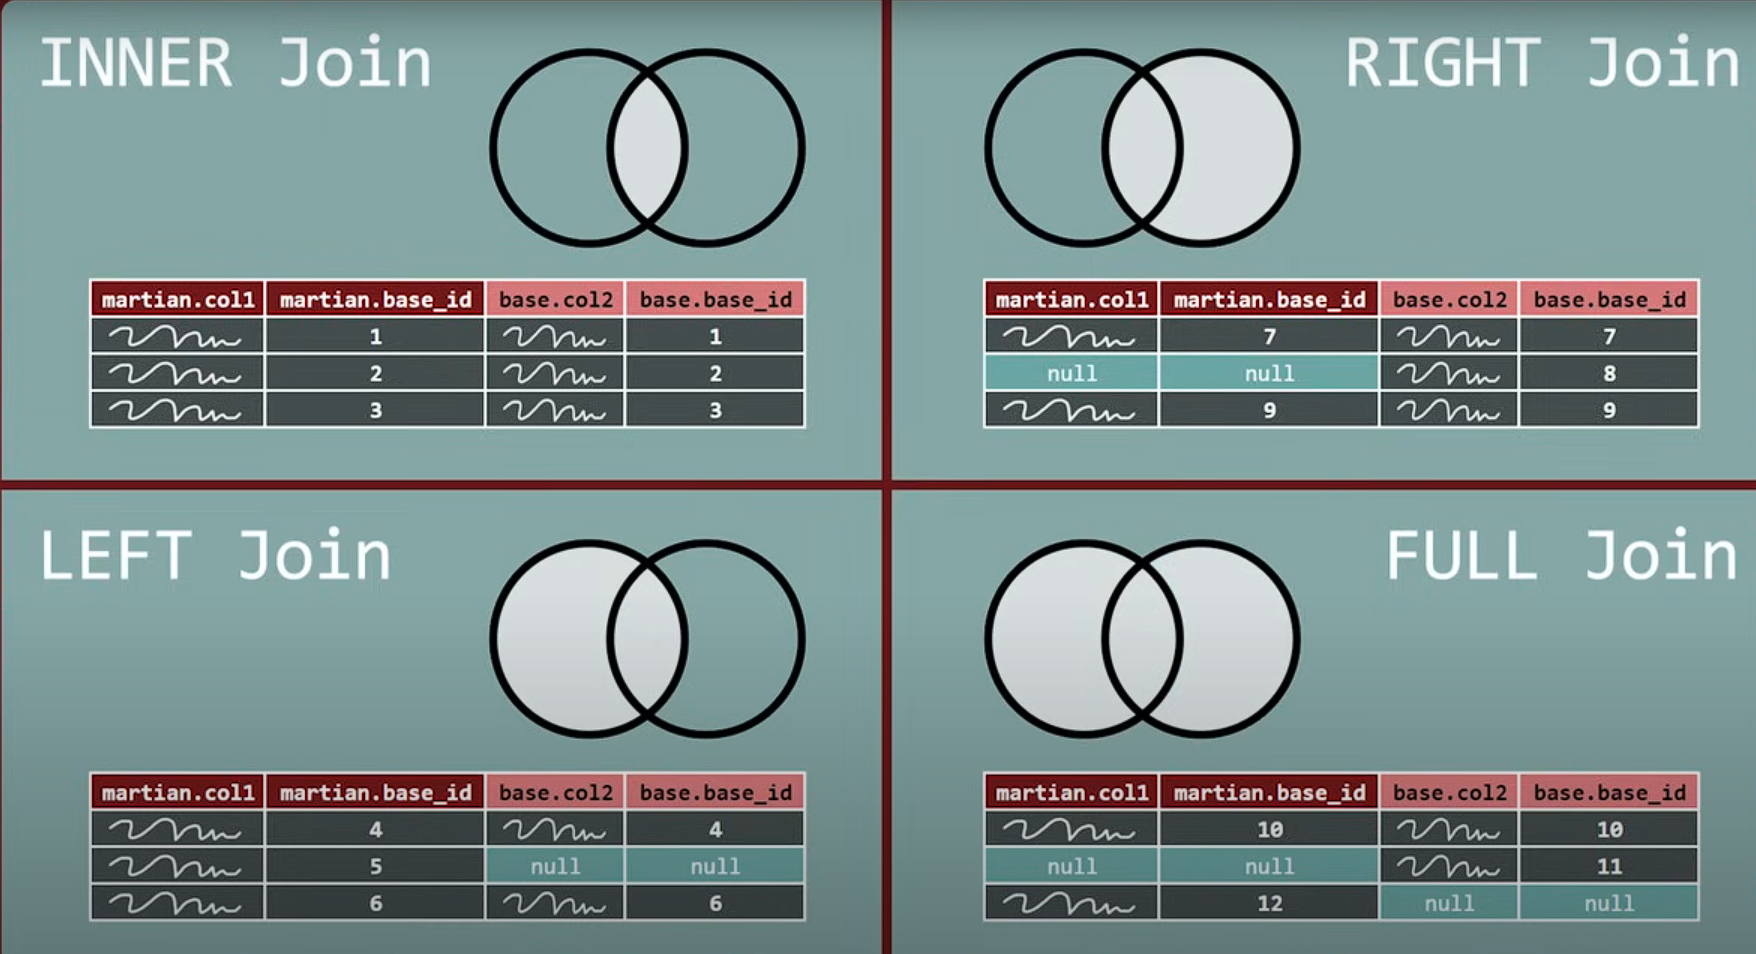 INNER Join
martian.col1 martian.base_id base.col2 base.base_id
1 1
2 2
3 3
RIGHT Join
martian.col1 martian.base_id base.col2 base.base_id
7 7
null null 8
9 9
LEFT Join
martian.col1 martian.base_id base.col2 base.base_id
4 4
5 null null
6 6
FULL Join
martian.col1 martian.base_id base.col2 base.base_id
10 10
null null 11
12 null null